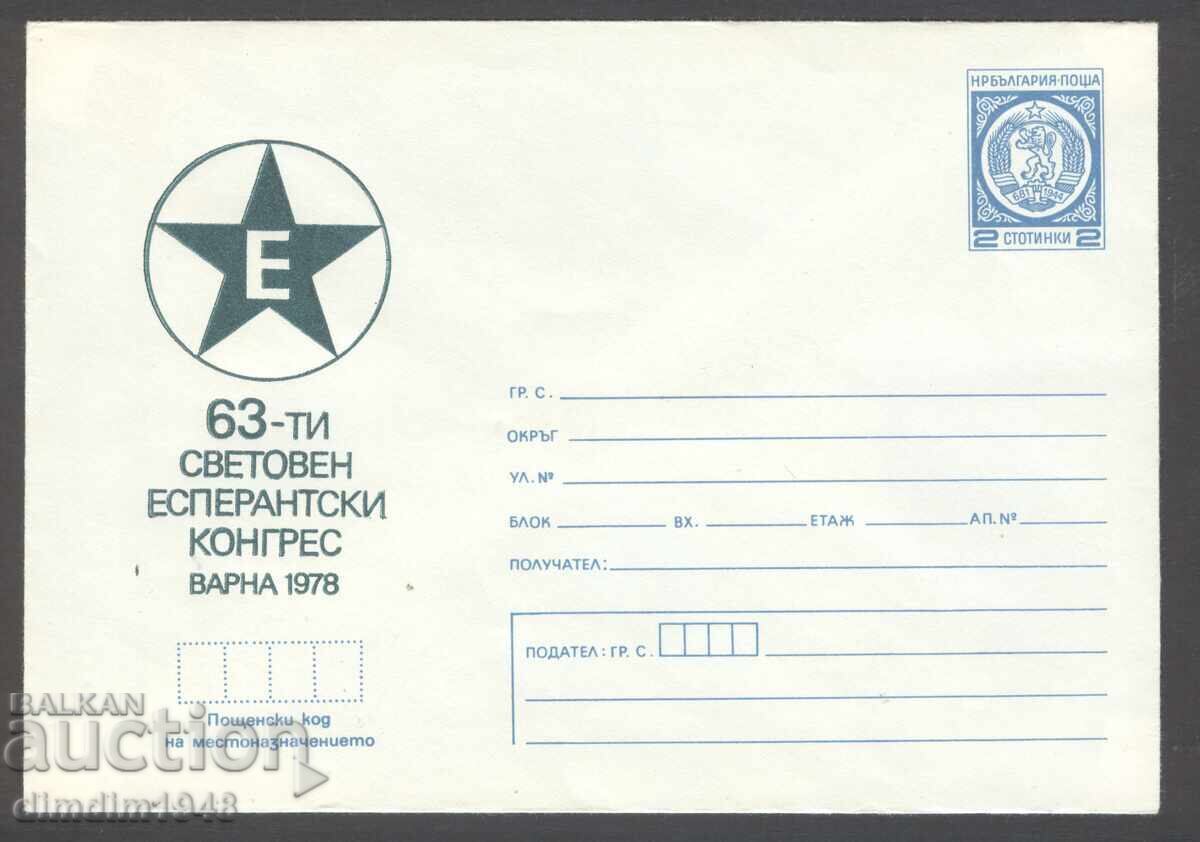 НРБЪЛГАРИЯ·ПОЩА
681 1944
2 СТОТИНКИ 2
E
63-ТИ
СВЕТОВЕН
ЕСПЕРАНТСКИ
КОНГРЕС
ВАРНА 1978
ГР. С.
ОКРЪГ
УЛ. №
БЛОК ВХ. ЕТАЖ АП. №
ПОЛУЧАТЕЛ:
ПОДАТЕЛ: ГР. С.
Пощенски код
на местоназначението
BALKAN
auction
dimdim1948